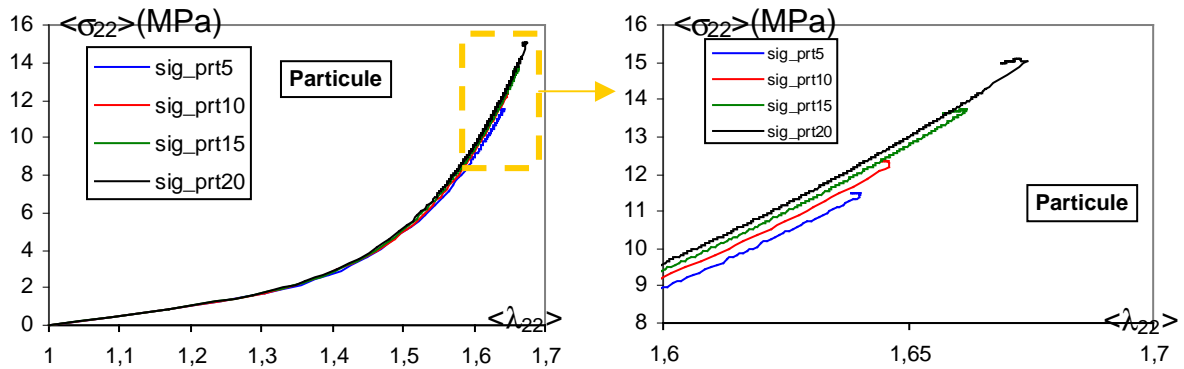 <σ22>(MPa)
16
14
12
10
8
6
4
2
0
sig_prt5
sig_prt10
sig_prt15
sig_prt20
Particule
<λ22>
1
1,1
1,2
1,3
1,4
1,5
1,6
1,7
<σ22>(MPa)
16
15
14
13
12
11
10
9
8
sig_prt5
sig_prt10
sig_prt15
sig_prt20
Particule
<λ22>
1,6
1,65
1,7